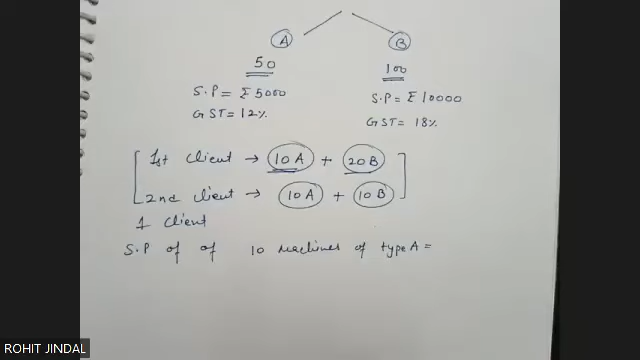 A B
50 100
S.P = ₹ 5000 S.P = ₹ 10000
GST = 12% GST = 18%
1st client → 10 A + 20 B
2nd client → 10 A + 10 B
1 client
S.P of of 10 machines of type A =
ROHIT JINDAL